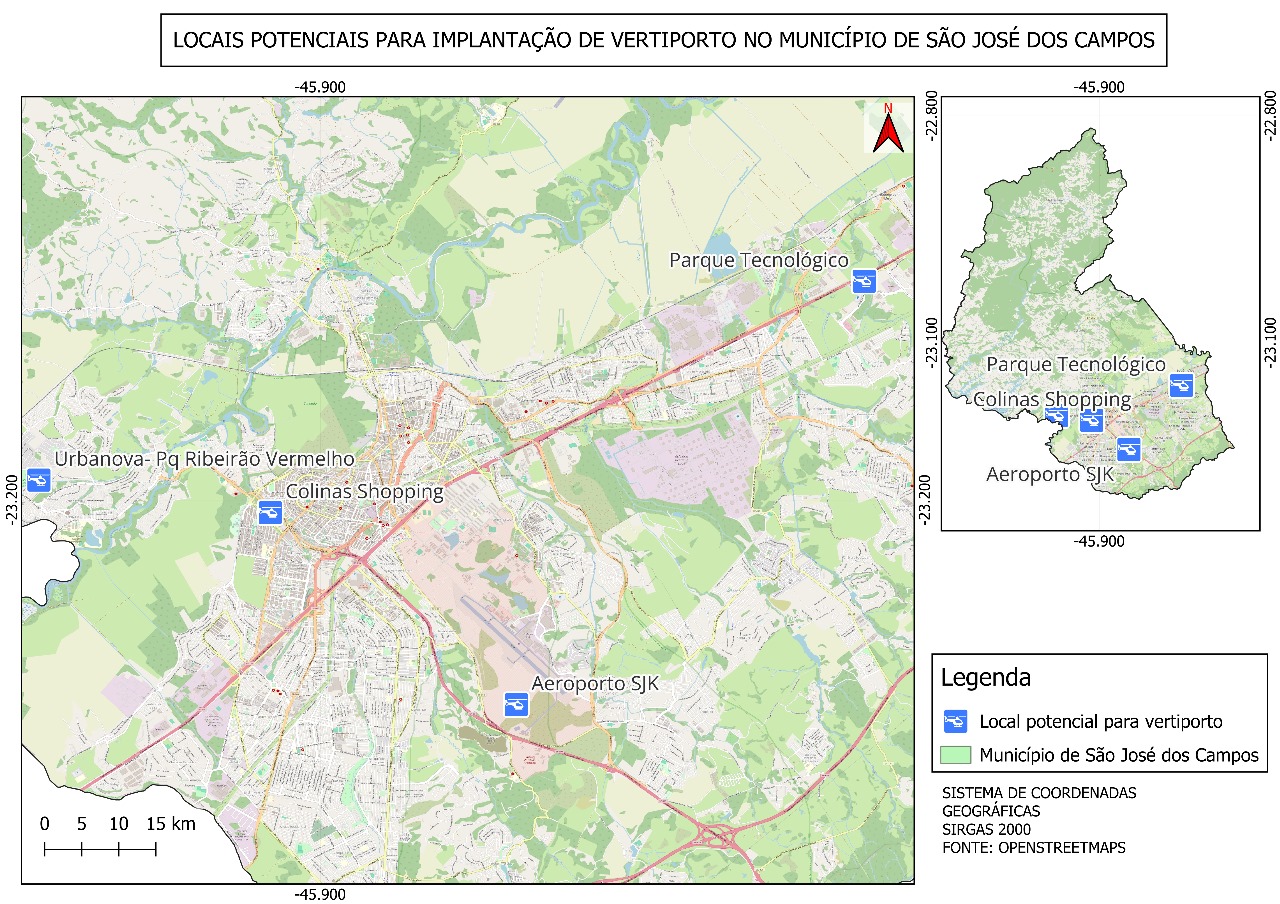 LOCAIS POTENCIAIS PARA IMPLANTAÇÃO DE VERTIPORTO NO MUNICÍPIO DE SÃO JOSÉ DOS CAMPOS
-45.900
N
Parque Tecnológico
Urbanova- Pq Ribeirão Vermelho
Colinas Shopping
-23.200
-23.200
Aeroporto SJK
0 5 10 15 km
-45.900
-45.900
-22.800
-22.800
-23.100
-23.100
Parque Tecnológico
Colinas Shopping
Aeroporto SJK
-45.900
Legenda
Local potencial para vertiporto
Município de São José dos Campos
SISTEMA DE COORDENADAS
GEOGRÁFICAS
SIRGAS 2000
FONTE: OPENSTREETMAPS